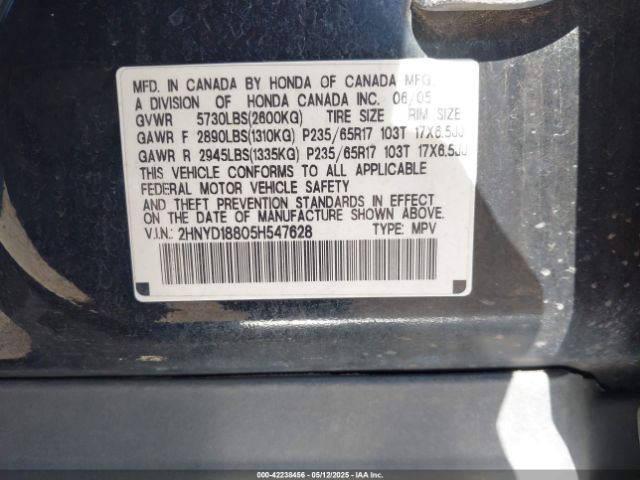 MFD. IN CANADA BY HONDA OF CANADA MFG.
A DIVISION OF HONDA CANADA INC. 06/05
GVWR 5730LBS(2600KG) TIRE SIZE RIM SIZE
GAWR F 2890LBS(1310KG) P235/65R17 103T 17X6.5JJ
GAWR R 2945LBS(1335KG) P235/65R17 103T 17X6.5JJ
THIS VEHICLE CONFORMS TO ALL APPLICABLE
FEDERAL MOTOR VEHICLE SAFETY
AND THEFT PREVENTION STANDARDS IN EFFECT
ON THE DATE OF MANUFACTURE SHOWN ABOVE.
V.I.N.: 2HNYD18805H547628 TYPE: MPV
000-42238456 - 05/12/2025 - IAAI Inc.